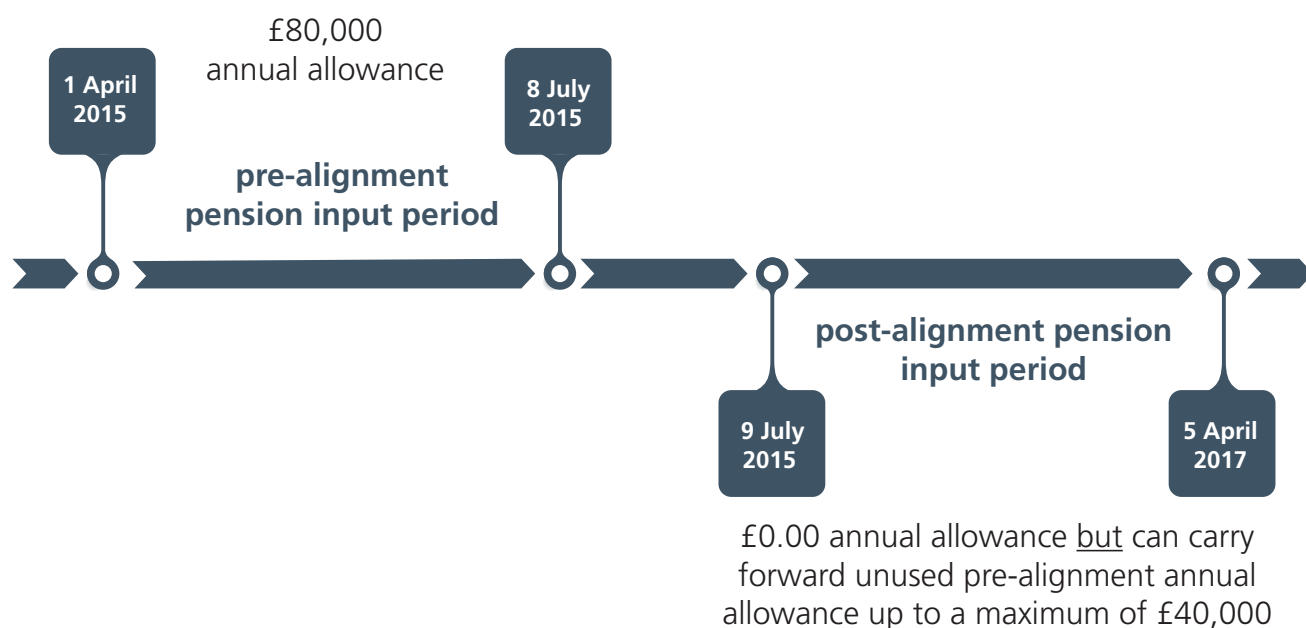 £80,000
annual allowance
1 April
2015
8 July
2015
pre-alignment
pension input period
post-alignment pension
input period
9 July
2015
5 April
2017
£0.00 annual allowance but can carry
forward unused pre-alignment annual
allowance up to a maximum of £40,000